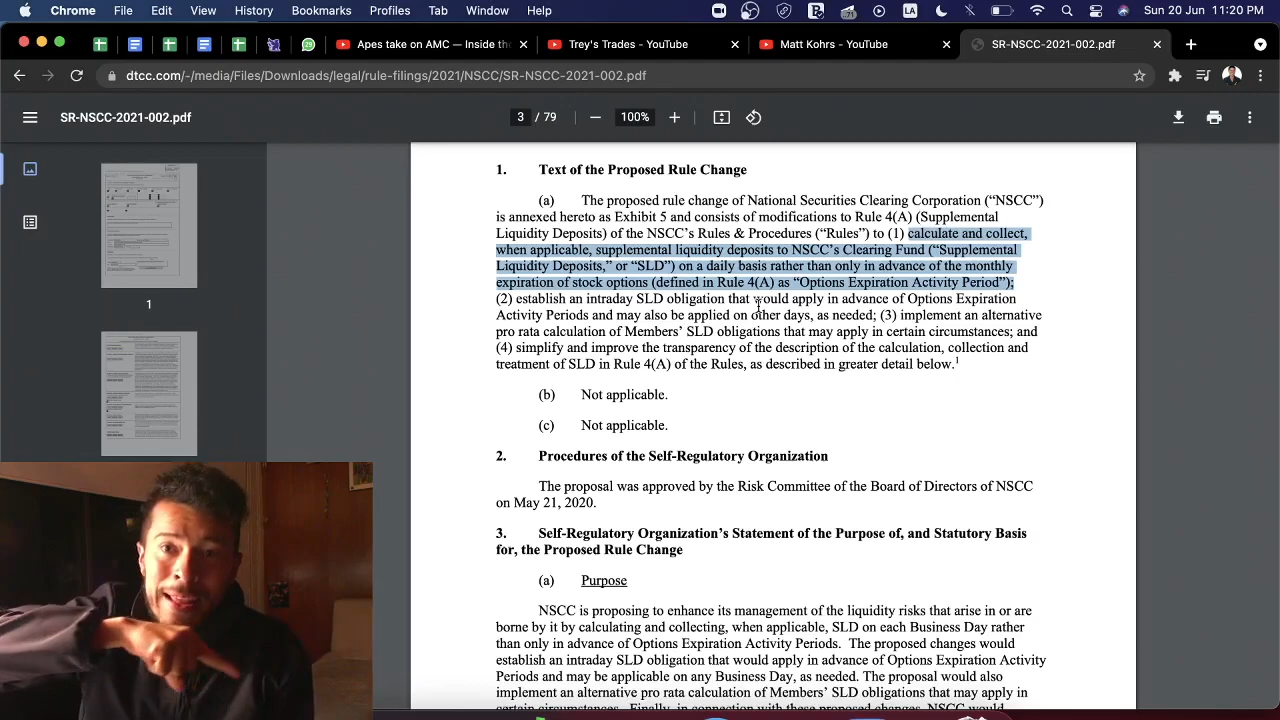 Chrome File Edit View History Bookmarks Profiles Tab Window Help 71 LA Sun 20 Jun 11:20 PM
Apes take on AMC — Inside th Trey's Trades - YouTube Matt Kohrs - YouTube SR-NSCC-2021-002.pdf
dtcc.com/-/media/Files/Downloads/legal/rule-filings/2021/NSCC/SR-NSCC-2021-002.pdf
SR-NSCC-2021-002.pdf 3 / 79 100%
1. Text of the Proposed Rule Change
(a) The proposed rule change of National Securities Clearing Corporation (“NSCC”)
is annexed hereto as Exhibit 5 and consists of modifications to Rule 4(A) (Supplemental
Liquidity Deposits) of the NSCC’s Rules & Procedures (“Rules”) to (1) calculate and collect,
when applicable, supplemental liquidity deposits to NSCC’s Clearing Fund (“Supplemental
Liquidity Deposits,” or “SLD”) on a daily basis rather than only in advance of the monthly
expiration of stock options (defined in Rule 4(A) as “Options Expiration Activity Period”);
(2) establish an intraday SLD obligation that would apply in advance of Options Expiration
Activity Periods and may also be applied on other days, as needed; (3) implement an alternative
pro rata calculation of Members’ SLD obligations that may apply in certain circumstances; and
(4) simplify and improve the transparency of the description of the calculation, collection and
treatment of SLD in Rule 4(A) of the Rules, as described in greater detail below.1
(b) Not applicable.
(c) Not applicable.
2. Procedures of the Self-Regulatory Organization
The proposal was approved by the Risk Committee of the Board of Directors of NSCC
on May 21, 2020.
3. Self-Regulatory Organization’s Statement of the Purpose of, and Statutory Basis
for, the Proposed Rule Change
(a) Purpose
NSCC is proposing to enhance its management of the liquidity risks that arise in or are
borne by it by calculating and collecting, when applicable, SLD on each Business Day rather
than only in advance of Options Expiration Activity Periods. The proposed changes would
establish an intraday SLD obligation that would apply in advance of Options Expiration Activity
Periods and may be applicable on any Business Day, as needed. The proposal would also
implement an alternative pro rata calculation of Members’ SLD obligations that may apply in
certain circumstances. Finally, in connection with these proposed changes, NSCC would
1